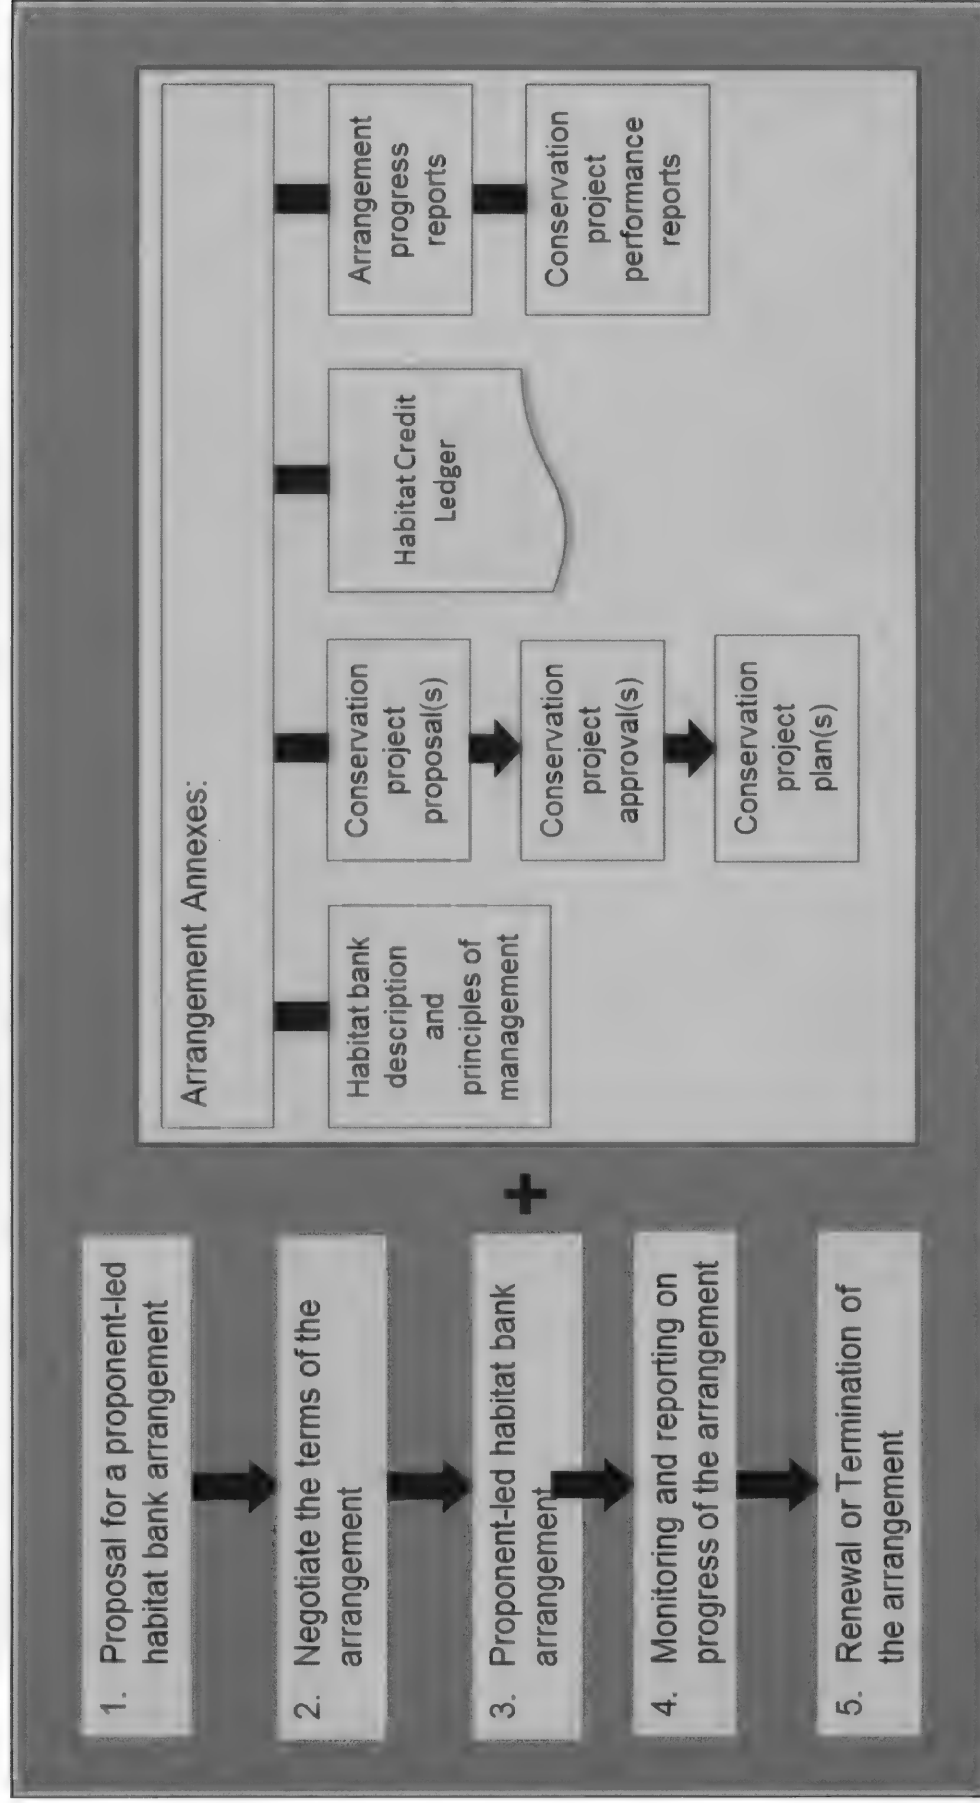 1. Proposal for a proponent-led
habitat bank arrangement
2. Negotiate the terms of the
arrangement
3. Proponent-led habitat bank
arrangement
4. Monitoring and reporting on
progress of the arrangement
5. Renewal or Termination of
the arrangement
+
Arrangement Annexes:
Habitat bank
description
and
principles of
management
Conservation
project
proposal(s)
Conservation
project
approval(s)
Conservation
project
plan(s)
Habitat Credit
Ledger
Arrangement
progress
reports
Conservation
project
performance
reports